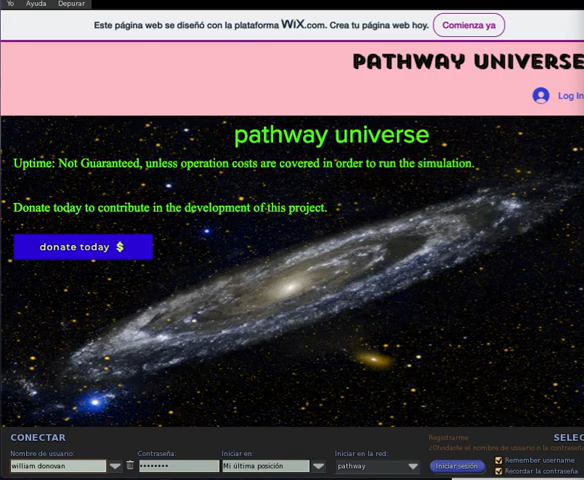 Yo Ayuda Depurar
Este página web se diseñó con la plataforma WiX.com. Crea tu página web hoy. Comienza ya
PATHWAY UNIVERSE
Log In
pathway universe
Uptime: Not Guaranteed, unless operation costs are covered in order to run the simulation.
Donate today to contribute in the development of this project.
donate today $
CONECTAR
Registrarme
SELEC
¿Olvidaste el nombre de usuario o la contraseña
Nombre de usuario: Contraseña: Iniciar en: Iniciar en la red:
william donovan •••••••• Mi última posición pathway Iniciar sesión
Remember username
Recordar la contraseña